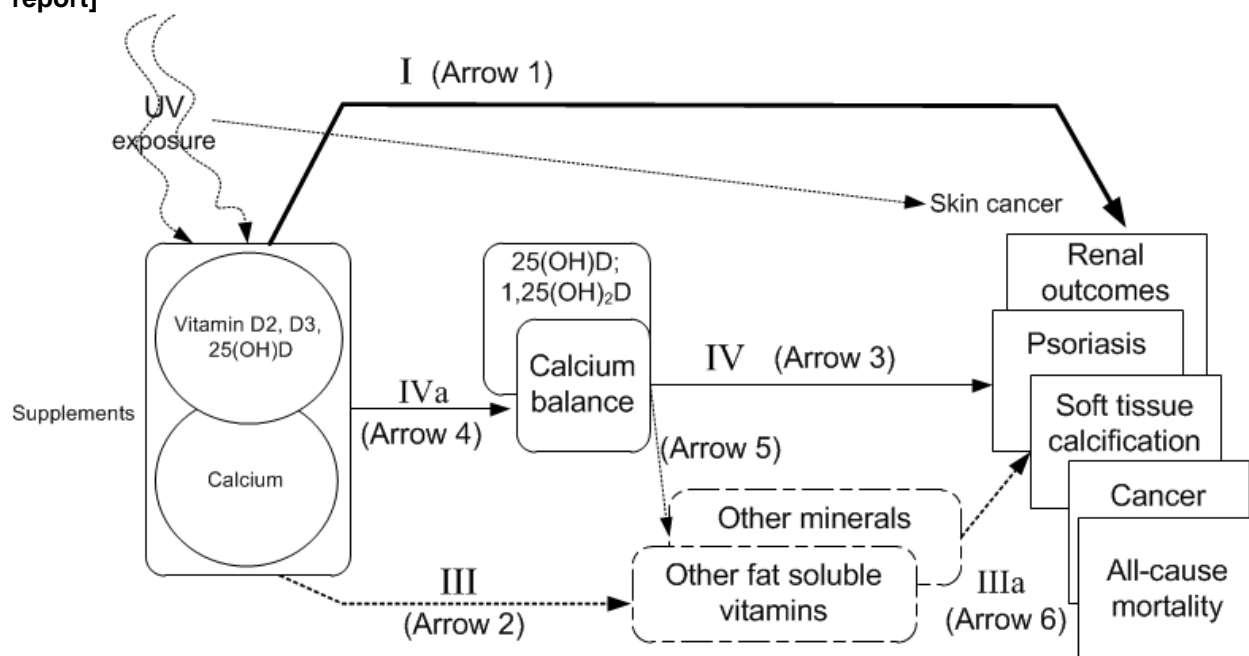 report]
I (Arrow 1)
UV
exposure
Skin cancer
Renal
outcomes
25(OH)D;
1,25(OH)₂D
Vitamin D2, D3,
25(OH)D
Psoriasis
Calcium
balance
IV (Arrow 3)
IVa
(Arrow 4)
Supplements
Soft tissue
calcification
(Arrow 5)
Calcium
Cancer
Other minerals
Other fat soluble
vitamins
III
(Arrow 2)
IIIa
(Arrow 6)
All-cause
mortality